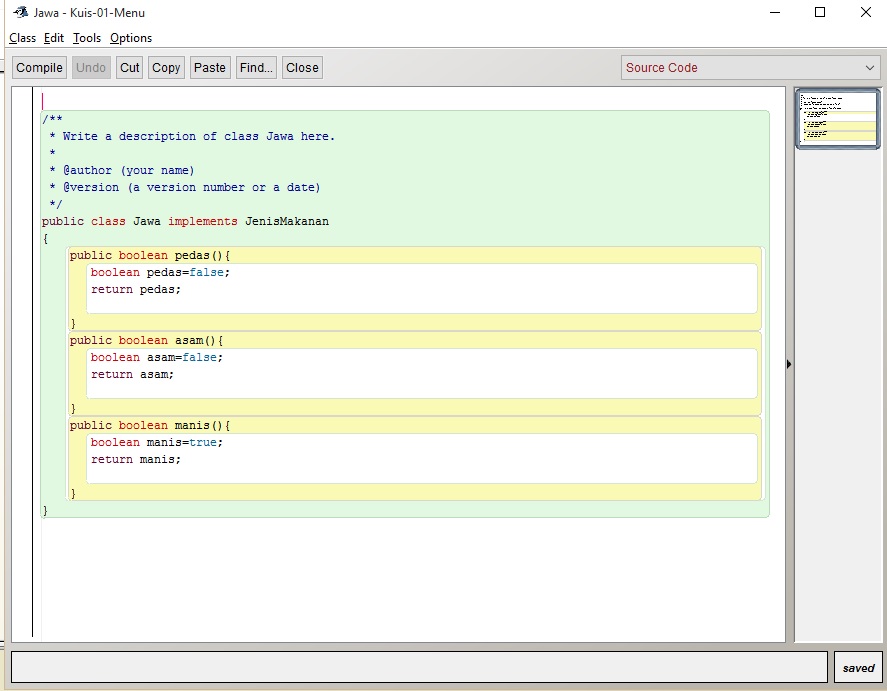 Jawa - Kuis-01-Menu
Class Edit Tools Options
Compile Undo Cut Copy Paste Find... Close Source Code
/**
 * Write a description of class Jawa here.
 *
 * @author (your name)
 * @version (a version number or a date)
 */
public class Jawa implements JenisMakanan
{
    public boolean pedas(){
       boolean pedas=false;
       return pedas;
    }
    public boolean asam(){
       boolean asam=false;
       return asam;
    }
    public boolean manis(){
       boolean manis=true;
       return manis;
    }
}
saved